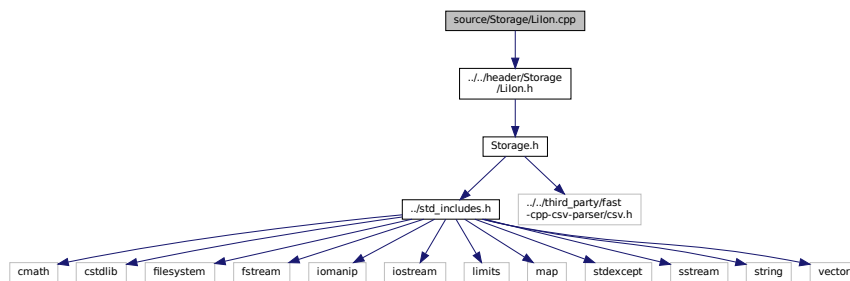 source/Storage/LiIon.cpp
../../header/Storage
/LiIon.h
Storage.h
../std_includes.h
../../third_party/fast
-cpp-csv-parser/csv.h
cmath
cstdlib
filesystem
fstream
iomanip
iostream
limits
map
stdexcept
sstream
string
vector